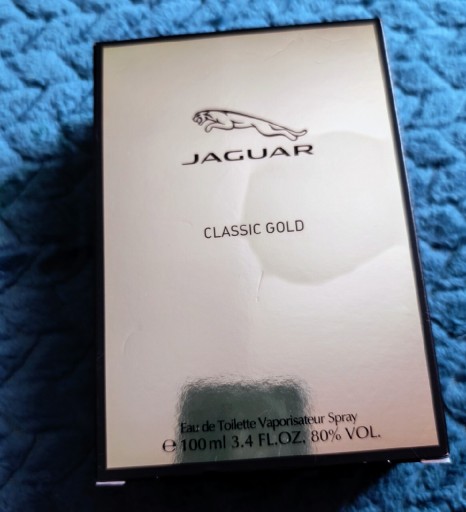 JAGUAR
CLASSIC GOLD
Eau de Toilette Vaporisateur Spray
℮ 100 ml 3.4 FL.OZ. 80% VOL.